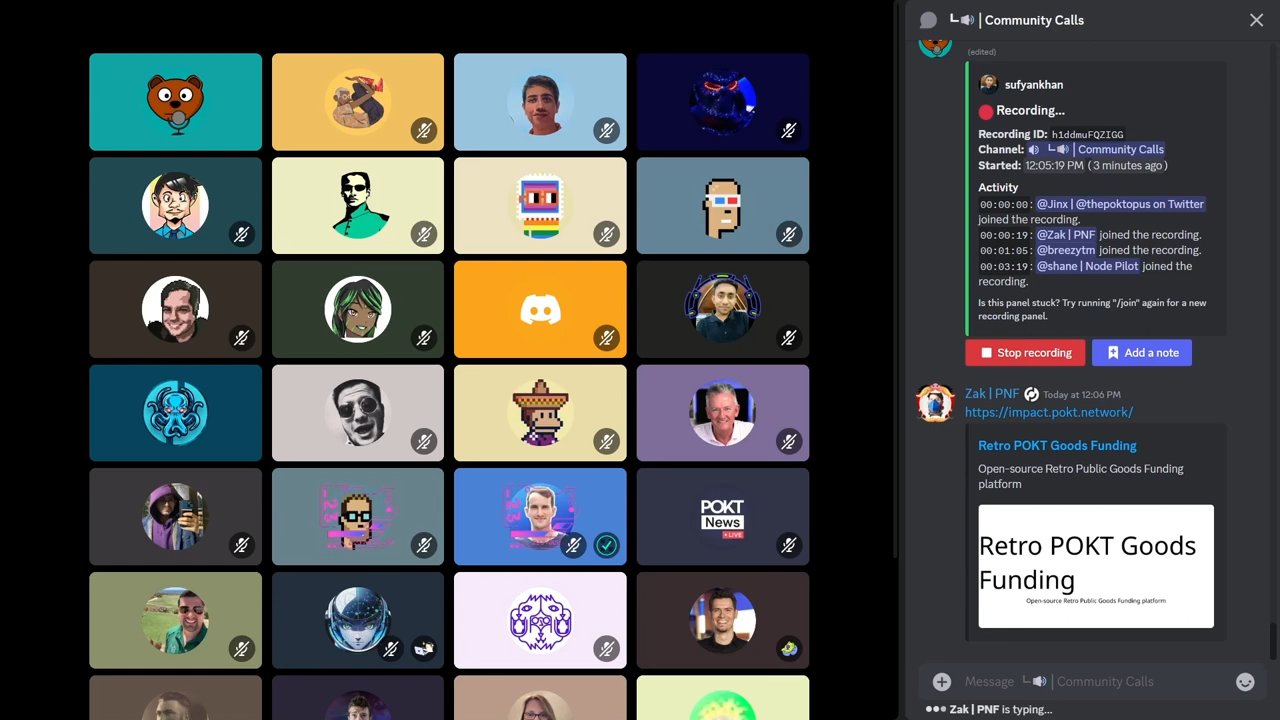 POKT
News
LIVE
┗🔊 | Community Calls
(edited)
sufyankhan
Recording...
Recording ID: h1ddmuFQZIGG
Channel: ┗🔊 | Community Calls
Started: 12:05:19 PM (3 minutes ago)
Activity
00:00:00: @Jinx | @thepoktopus on Twitter
joined the recording.
00:00:19: @Zak | PNF joined the recording.
00:01:05: @breezytm joined the recording.
00:03:19: @shane | Node Pilot joined the
recording.
Is this panel stuck? Try running "/join" again for a new
recording panel.
Stop recording
Add a note
Zak | PNF Today at 12:06 PM
https://impact.pokt.network/
Retro POKT Goods Funding
Open-source Retro Public Goods Funding
platform
Retro POKT Goods
Funding
Open-source Retro Public Goods Funding platform
Message ┗🔊 | Community Calls
Zak | PNF is typing...